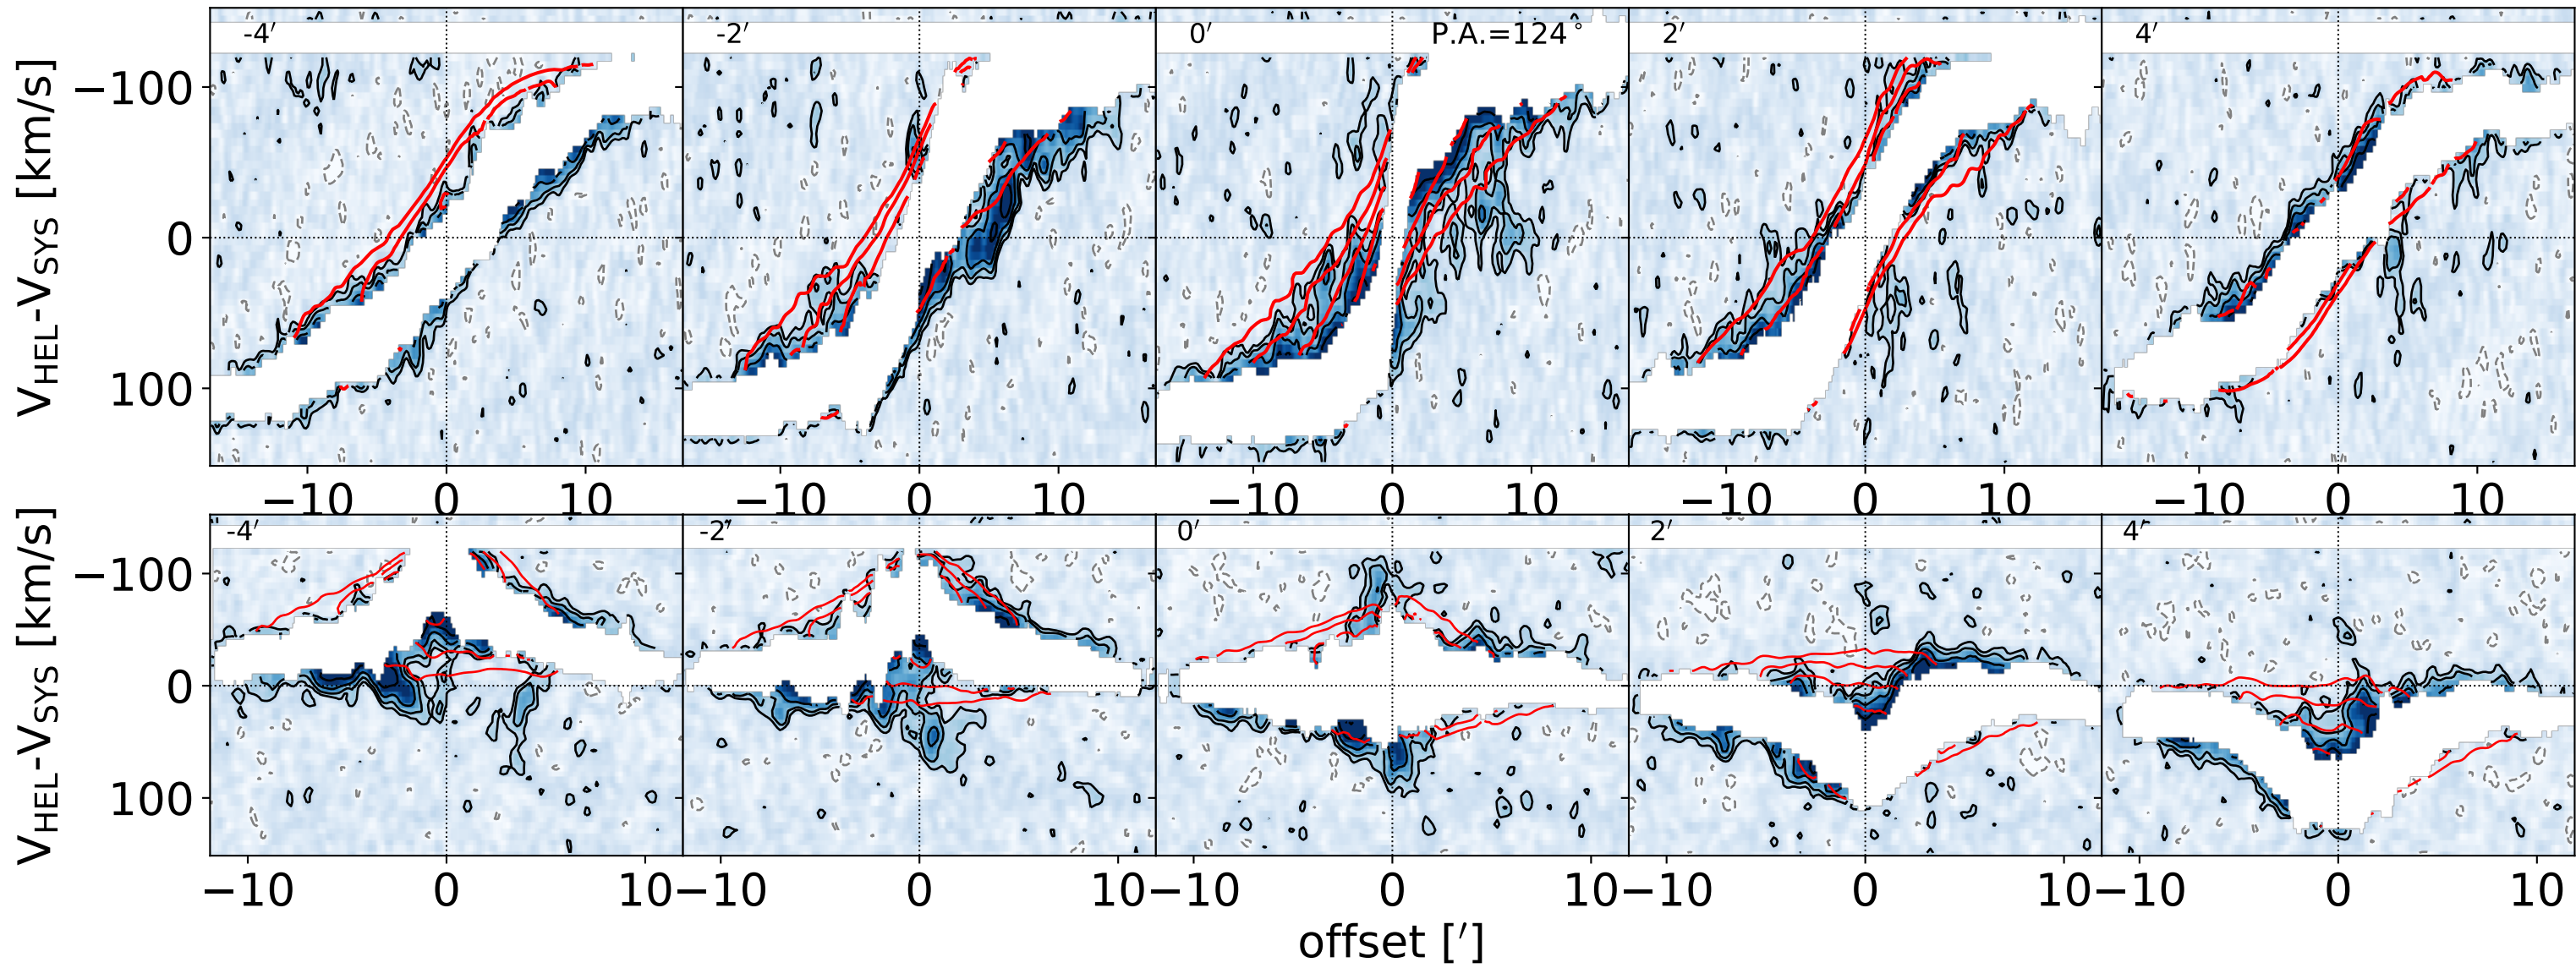 -4′ -2′ 0′ P.A.=124° 2′ 4′
V_HEL-V_SYS [km/s]
−100
0
100
−10 0 10 −10 0 10 −10 0 10 −10 0 10 −10 0 10
-4′ -2′ 0′ 2′ 4′
V_HEL-V_SYS [km/s]
−100
0
100
−10 0 10 −10 0 10 −10 0 10 −10 0 10 −10 0 10
offset [′]